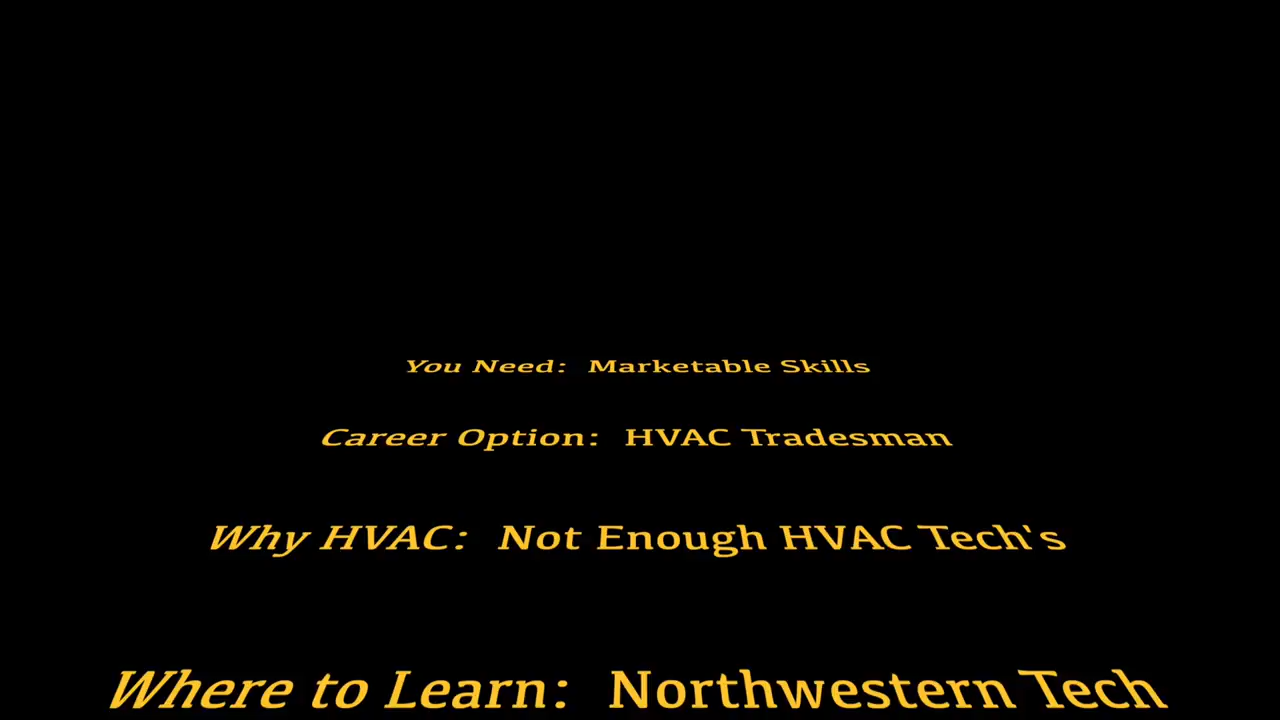 You Need: Marketable Skills
Career Option: HVAC Tradesman
Why HVAC: Not Enough HVAC Tech's
Where to Learn: Northwestern Tech